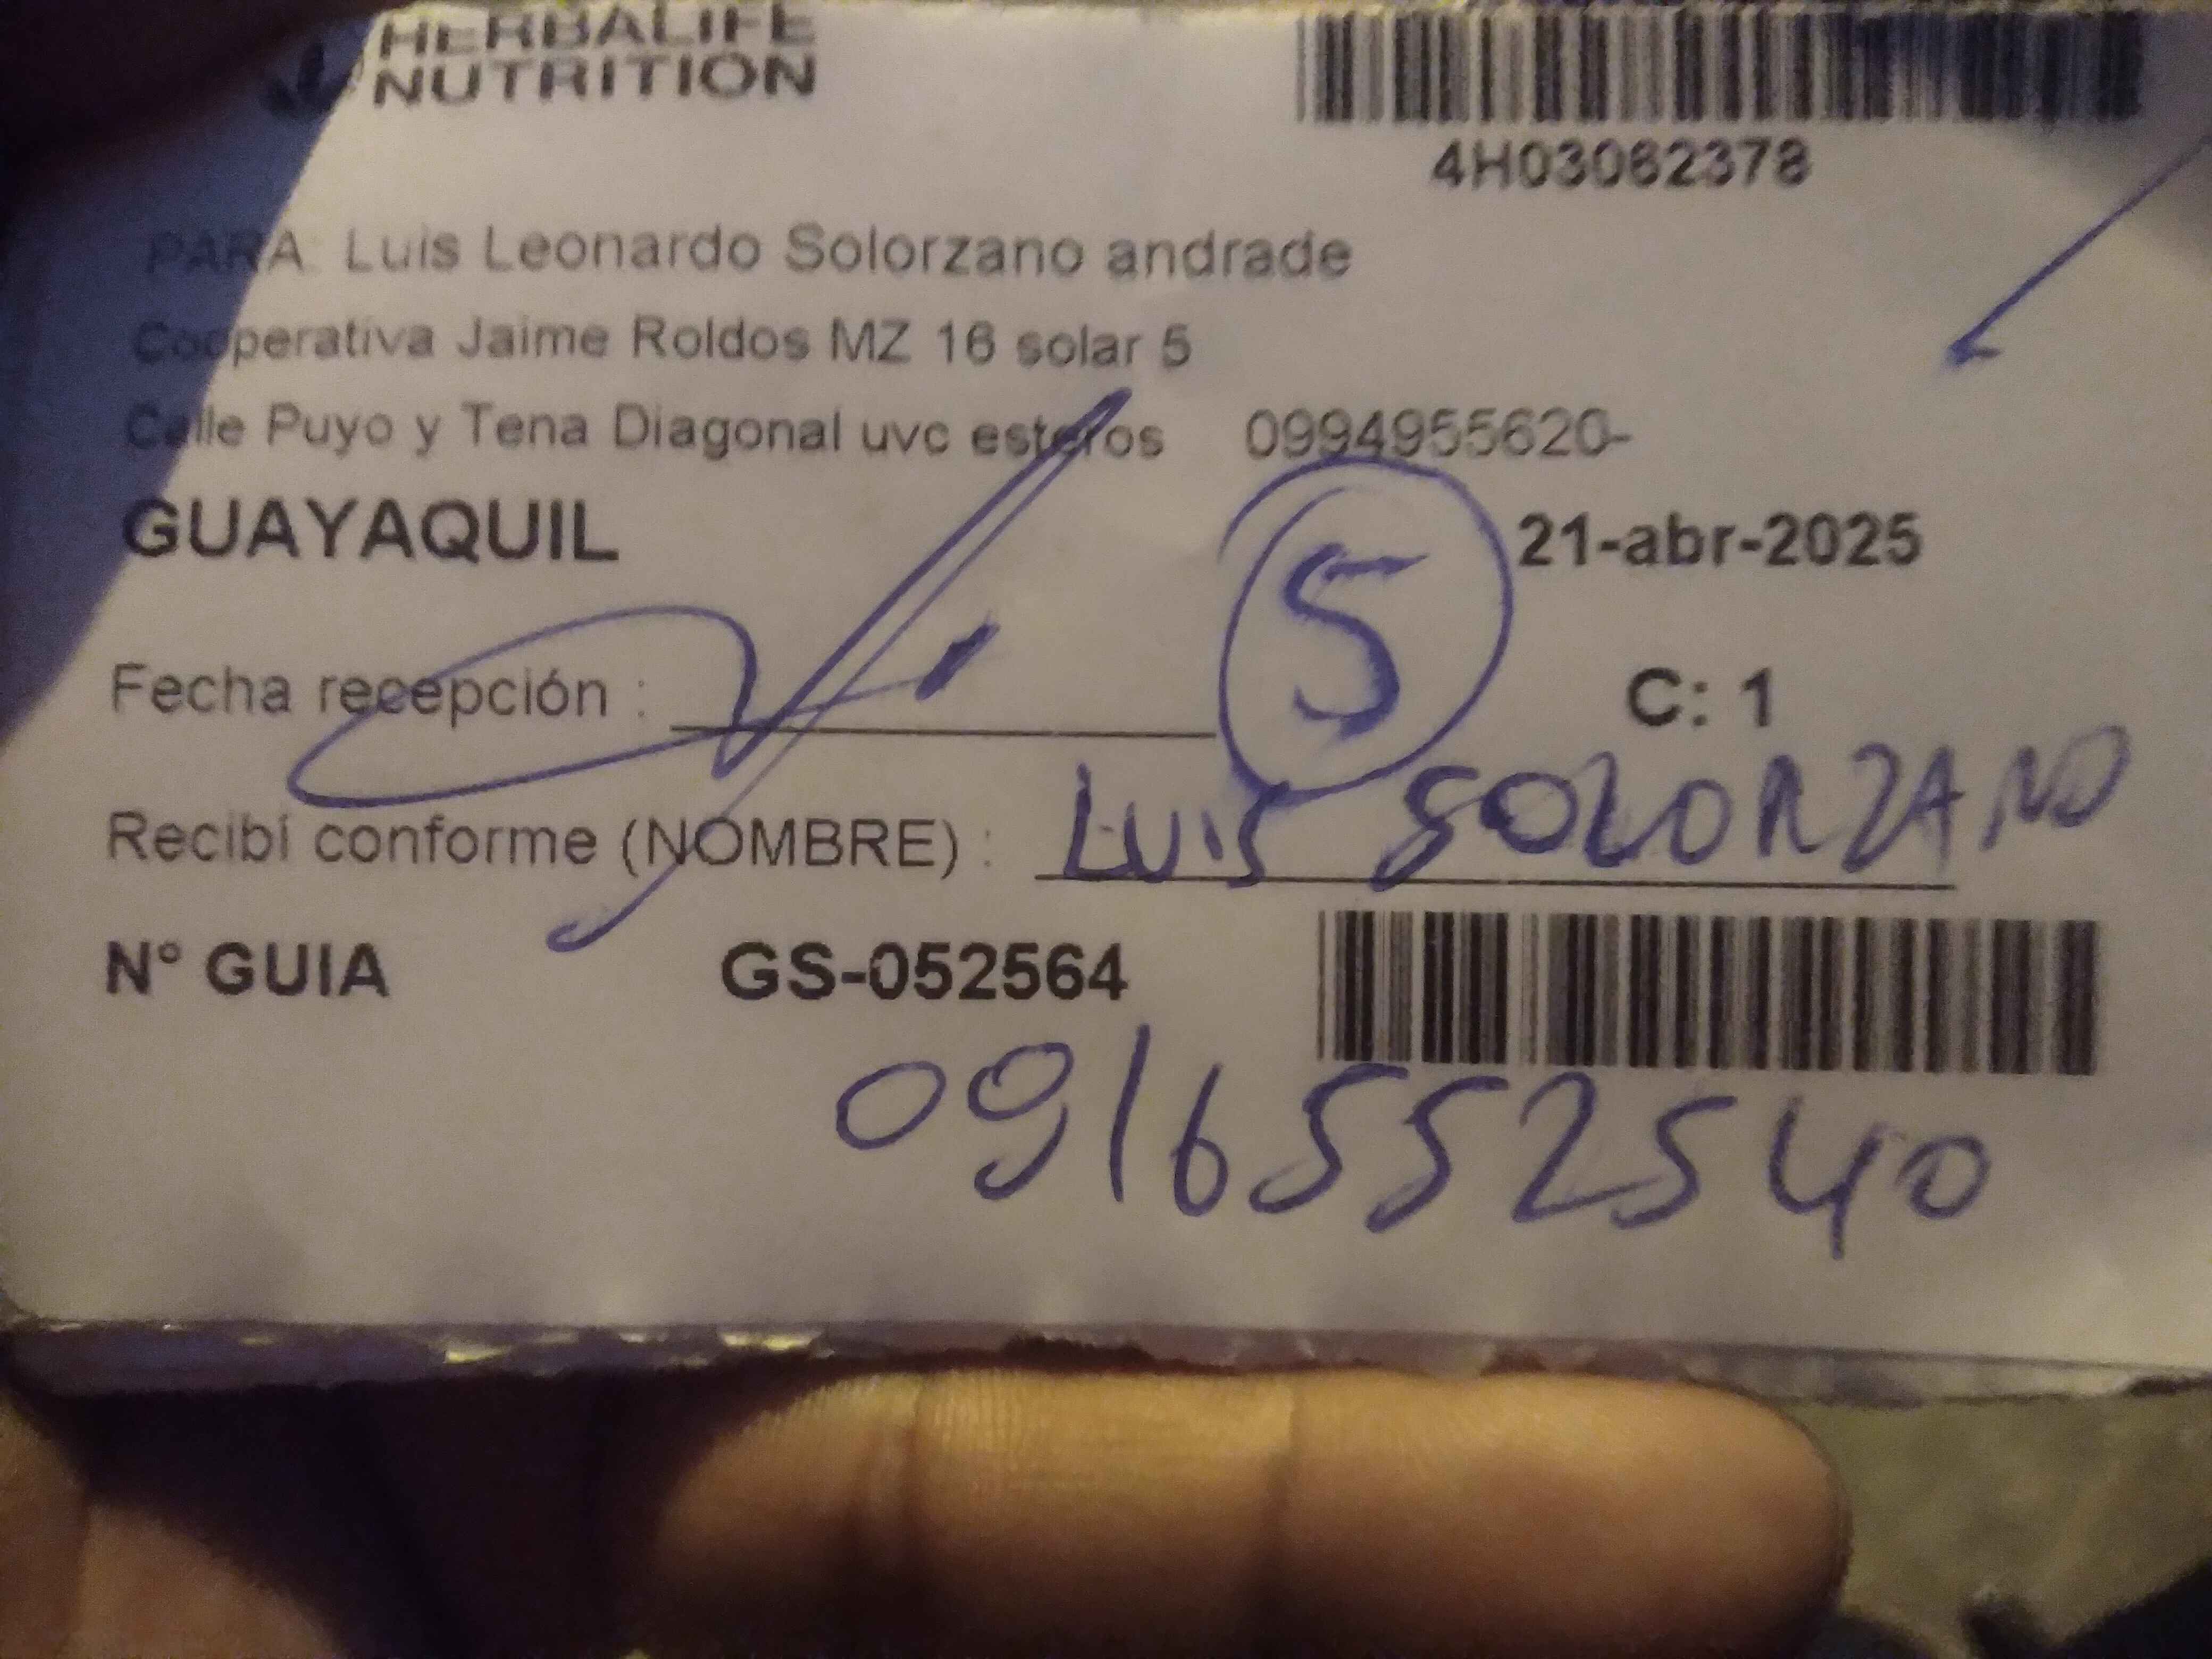 HERBALIFE
NUTRITION
4H03062378
PARA: Luis Leonardo Solorzano andrade
Cooperativa Jaime Roldos MZ 16 solar 5
Calle Puyo y Tena Diagonal uvc esteros 0994955620-
GUAYAQUIL 5 21-abr-2025
Fecha recepción : C: 1
Recibí conforme (NOMBRE) : LUIS SOLORZANO
N° GUIA GS-052564
0916552540